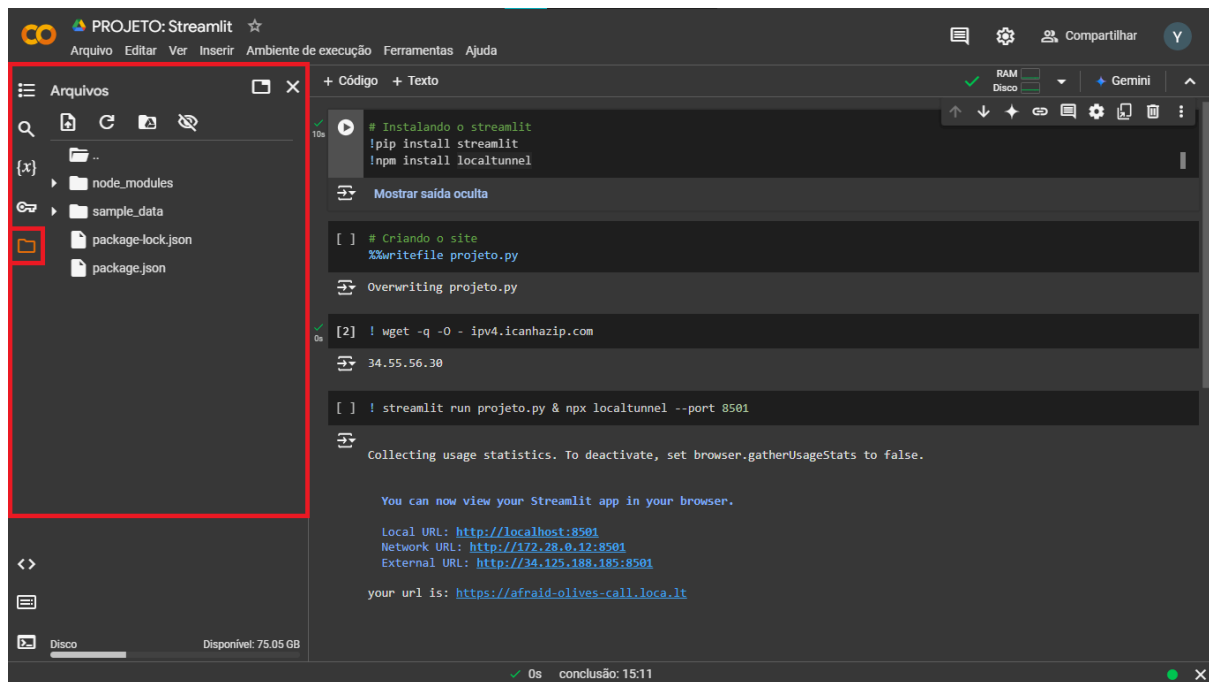 PROJETO: Streamlit
Arquivo Editar Ver Inserir Ambiente de execução Ferramentas Ajuda
Compartilhar
Y
Arquivos
{x}
..
node_modules
sample_data
package-lock.json
package.json
Disco
Disponível: 75.05 GB
+ Código + Texto
RAM
Disco
Gemini
10s
# Instalando o streamlit
!pip install streamlit
!npm install localtunnel
Mostrar saída oculta
[ ] # Criando o site
%%writefile projeto.py
Overwriting projeto.py
0s
[2] ! wget -q -O - ipv4.icanhazip.com
34.55.56.30
[ ] ! streamlit run projeto.py & npx localtunnel --port 8501
Collecting usage statistics. To deactivate, set browser.gatherUsageStats to false.
You can now view your Streamlit app in your browser.
Local URL: http://localhost:8501
Network URL: http://172.28.0.12:8501
External URL: http://34.125.188.185:8501
your url is: https://afraid-olives-call.loca.lt
0s conclusão: 15:11